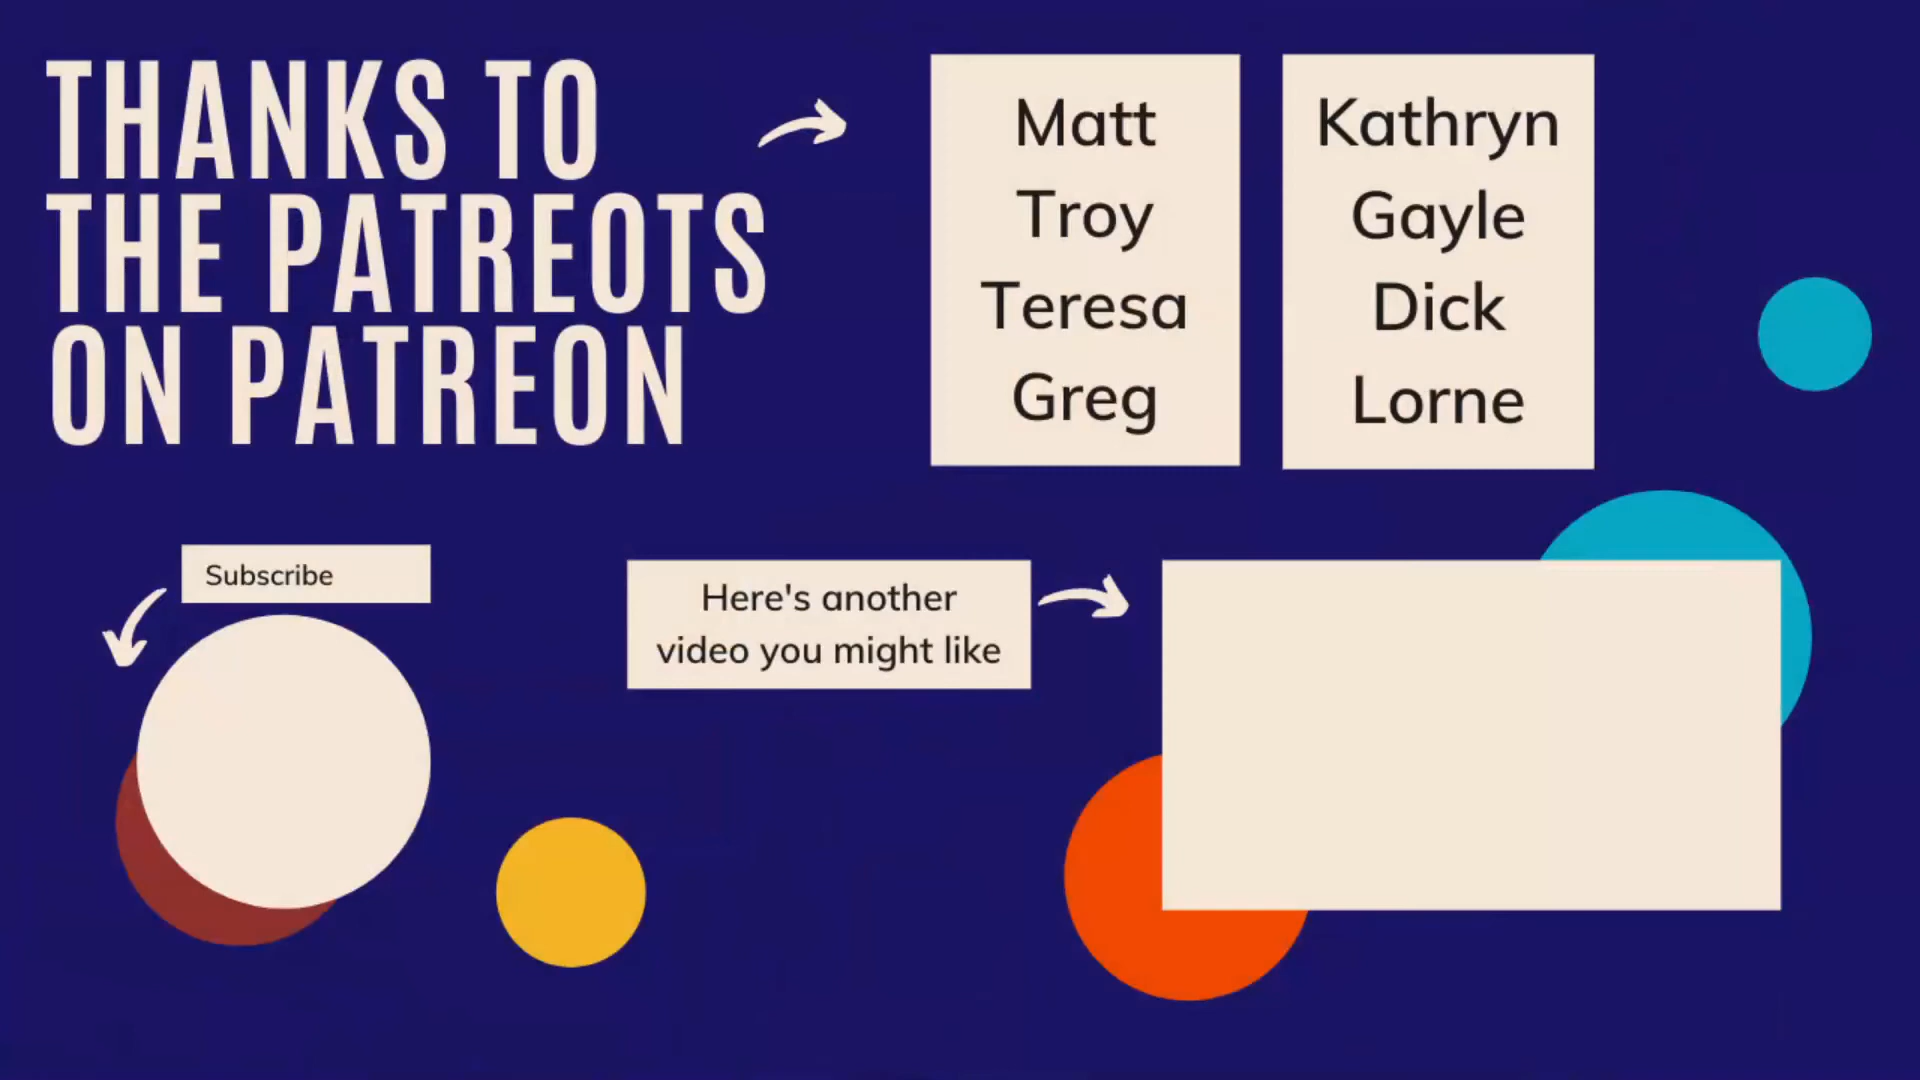 THANKS TO
THE PATREOTS
ON PATREON
Matt
Troy
Teresa
Greg
Kathryn
Gayle
Dick
Lorne
Subscribe
Here's another
video you might like